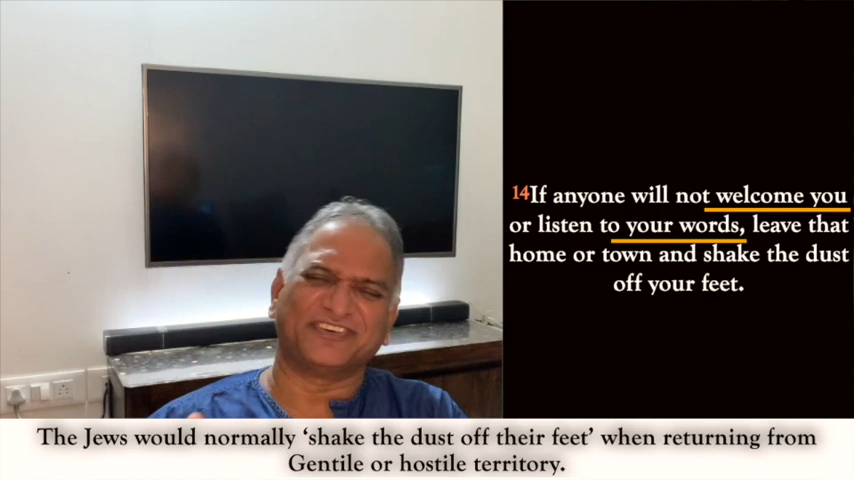 14If anyone will not welcome you
or listen to your words, leave that
home or town and shake the dust
off your feet.
The Jews would normally ‘shake the dust off their feet’ when returning from
Gentile or hostile territory.